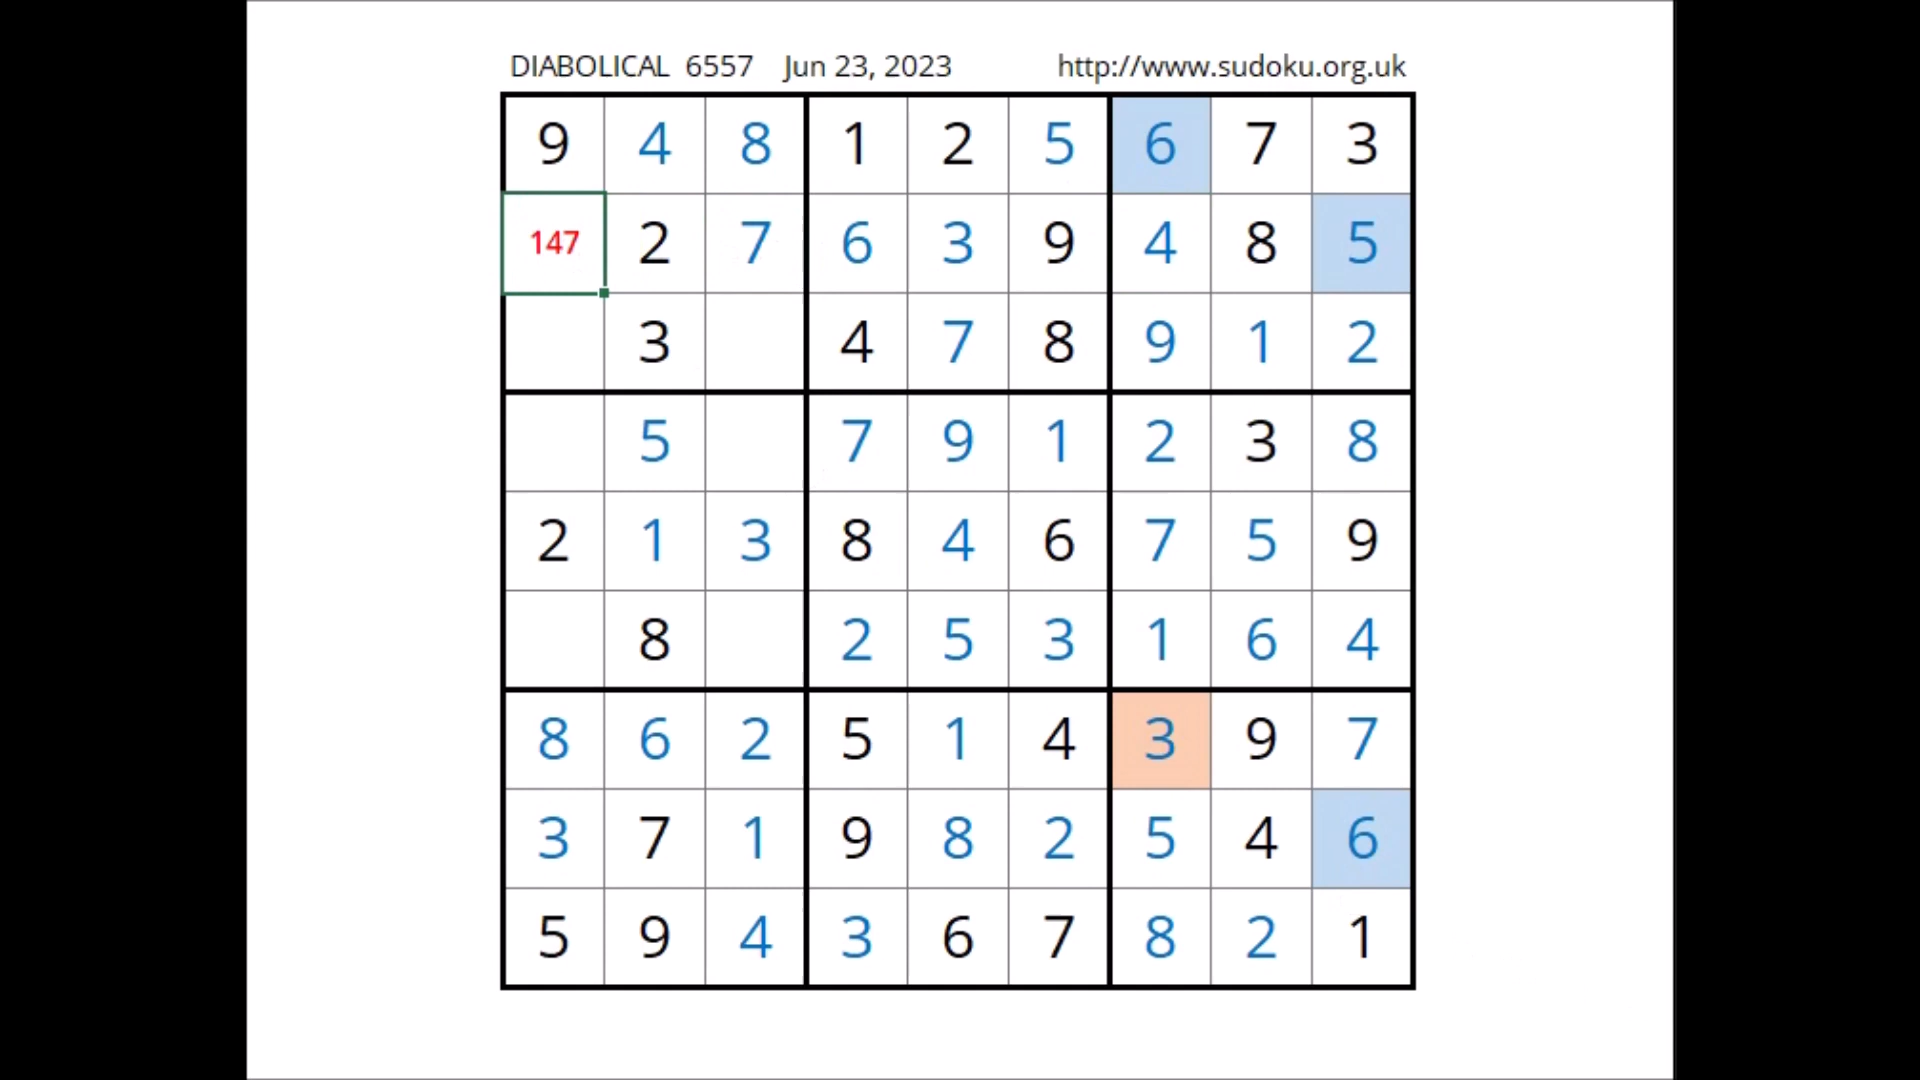 DIABOLICAL 6557 Jun 23, 2023 http://www.sudoku.org.uk
9 4 8 1 2 5 6 7 3
147 2 7 6 3 9 4 8 5
3 4 7 8 9 1 2
5 7 9 1 2 3 8
2 1 3 8 4 6 7 5 9
8 2 5 3 1 6 4
8 6 2 5 1 4 3 9 7
3 7 1 9 8 2 5 4 6
5 9 4 3 6 7 8 2 1